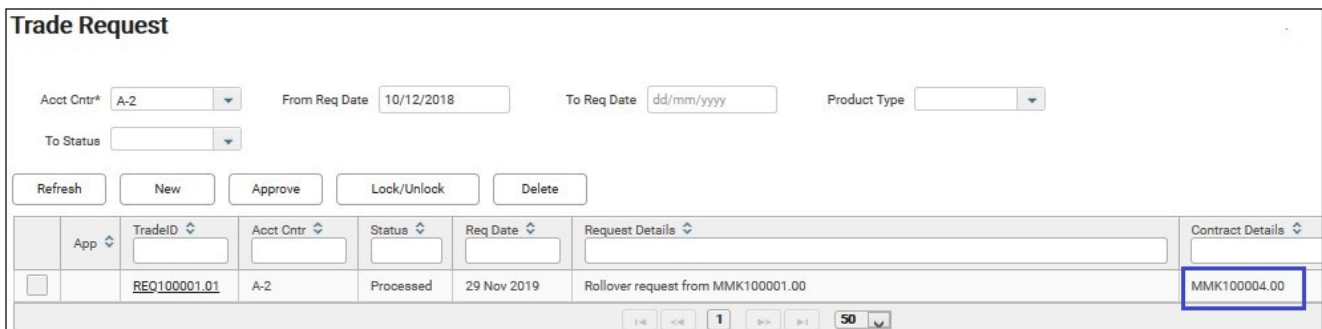 Trade Request
Acct Cntr* A-2 From Req Date 10/12/2018 To Req Date dd/mm/yyyy Product Type
To Status
Refresh New Approve Lock/Unlock Delete
App TradeID Acct Cntr Status Req Date Request Details Contract Details
REQ100001.01 A-2 Processed 29 Nov 2019 Rollover request from MMK100001.00 MMK100004.00
1 50